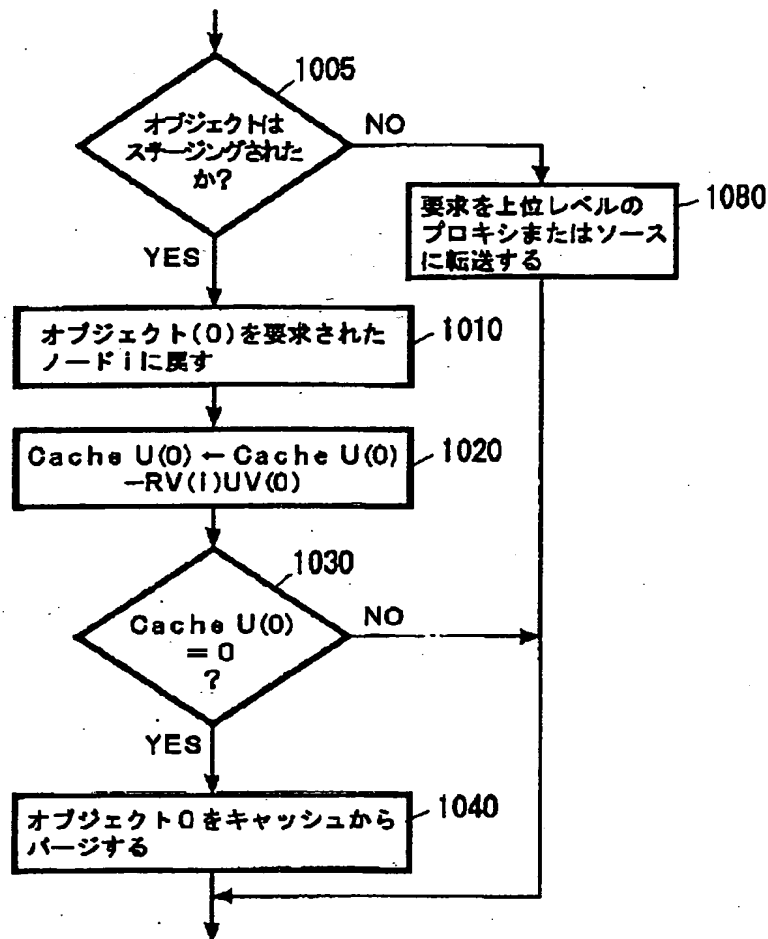 1005
オブジェクトは
ステージングされた
か?
NO
YES
要求を上位レベルの
プロキシまたはソース
に転送する
1080
オブジェクト(O)を要求された
ノードiに戻す
1010
Cache U(O) ← Cache U(O)
-RV(i)UV(O)
1020
1030
Cache U(O)
= 0
?
NO
YES
オブジェクトOをキャッシュから
パージする
1040